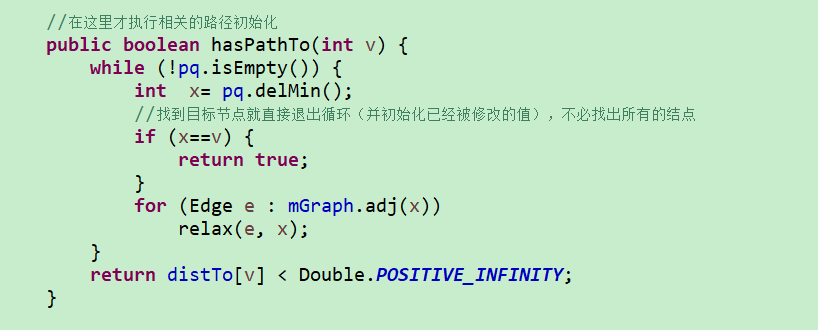 //在这里才执行相关的路径初始化
public boolean hasPathTo(int v) {
    while (!pq.isEmpty()) {
        int  x= pq.delMin();
        //找到目标节点就直接退出循环（并初始化已经被修改的值），不必找出所有的结点
        if (x==v) {
            return true;
        }
        for (Edge e : mGraph.adj(x))
            relax(e, x);
    }
    return distTo[v] < Double.POSITIVE_INFINITY;
}